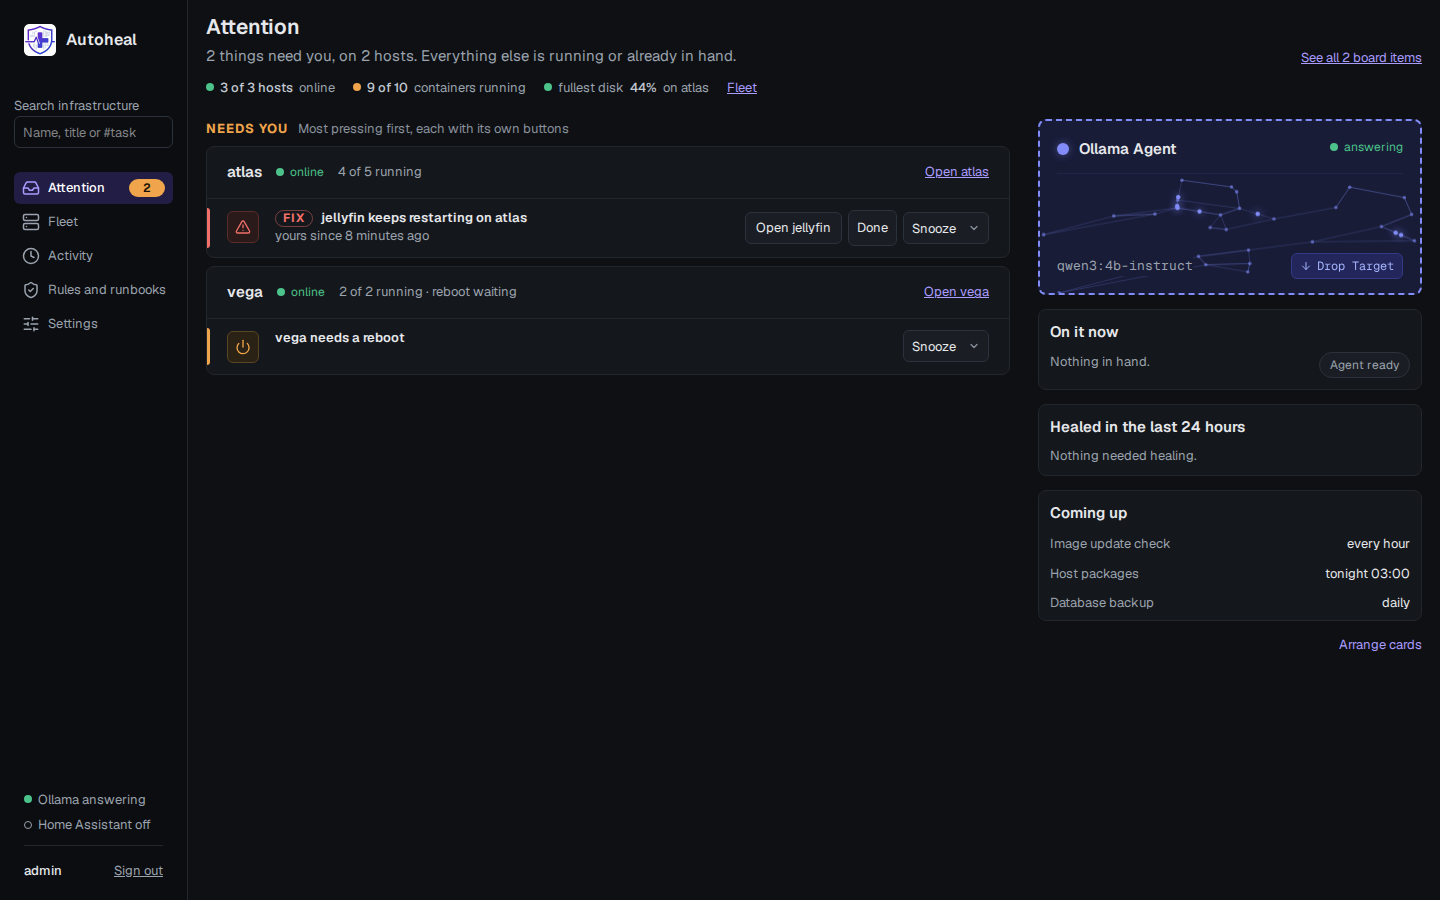 Autoheal
Search infrastructure
Name, title or #task
Attention 2
Fleet
Activity
Rules and runbooks
Settings
Ollama answering
Home Assistant off
admin Sign out
Attention
2 things need you, on 2 hosts. Everything else is running or already in hand.
See all 2 board items
3 of 3 hosts online 9 of 10 containers running fullest disk 44% on atlas Fleet
NEEDS YOU Most pressing first, each with its own buttons
atlas online 4 of 5 running Open atlas
FIX jellyfin keeps restarting on atlas
yours since 8 minutes ago
Open jellyfin Done Snooze
vega online 2 of 2 running · reboot waiting Open vega
vega needs a reboot
Snooze
Ollama Agent answering
qwen3:4b-instruct ↓ Drop Target
On it now
Nothing in hand. Agent ready
Healed in the last 24 hours
Nothing needed healing.
Coming up
Image update check every hour
Host packages tonight 03:00
Database backup daily
Arrange cards